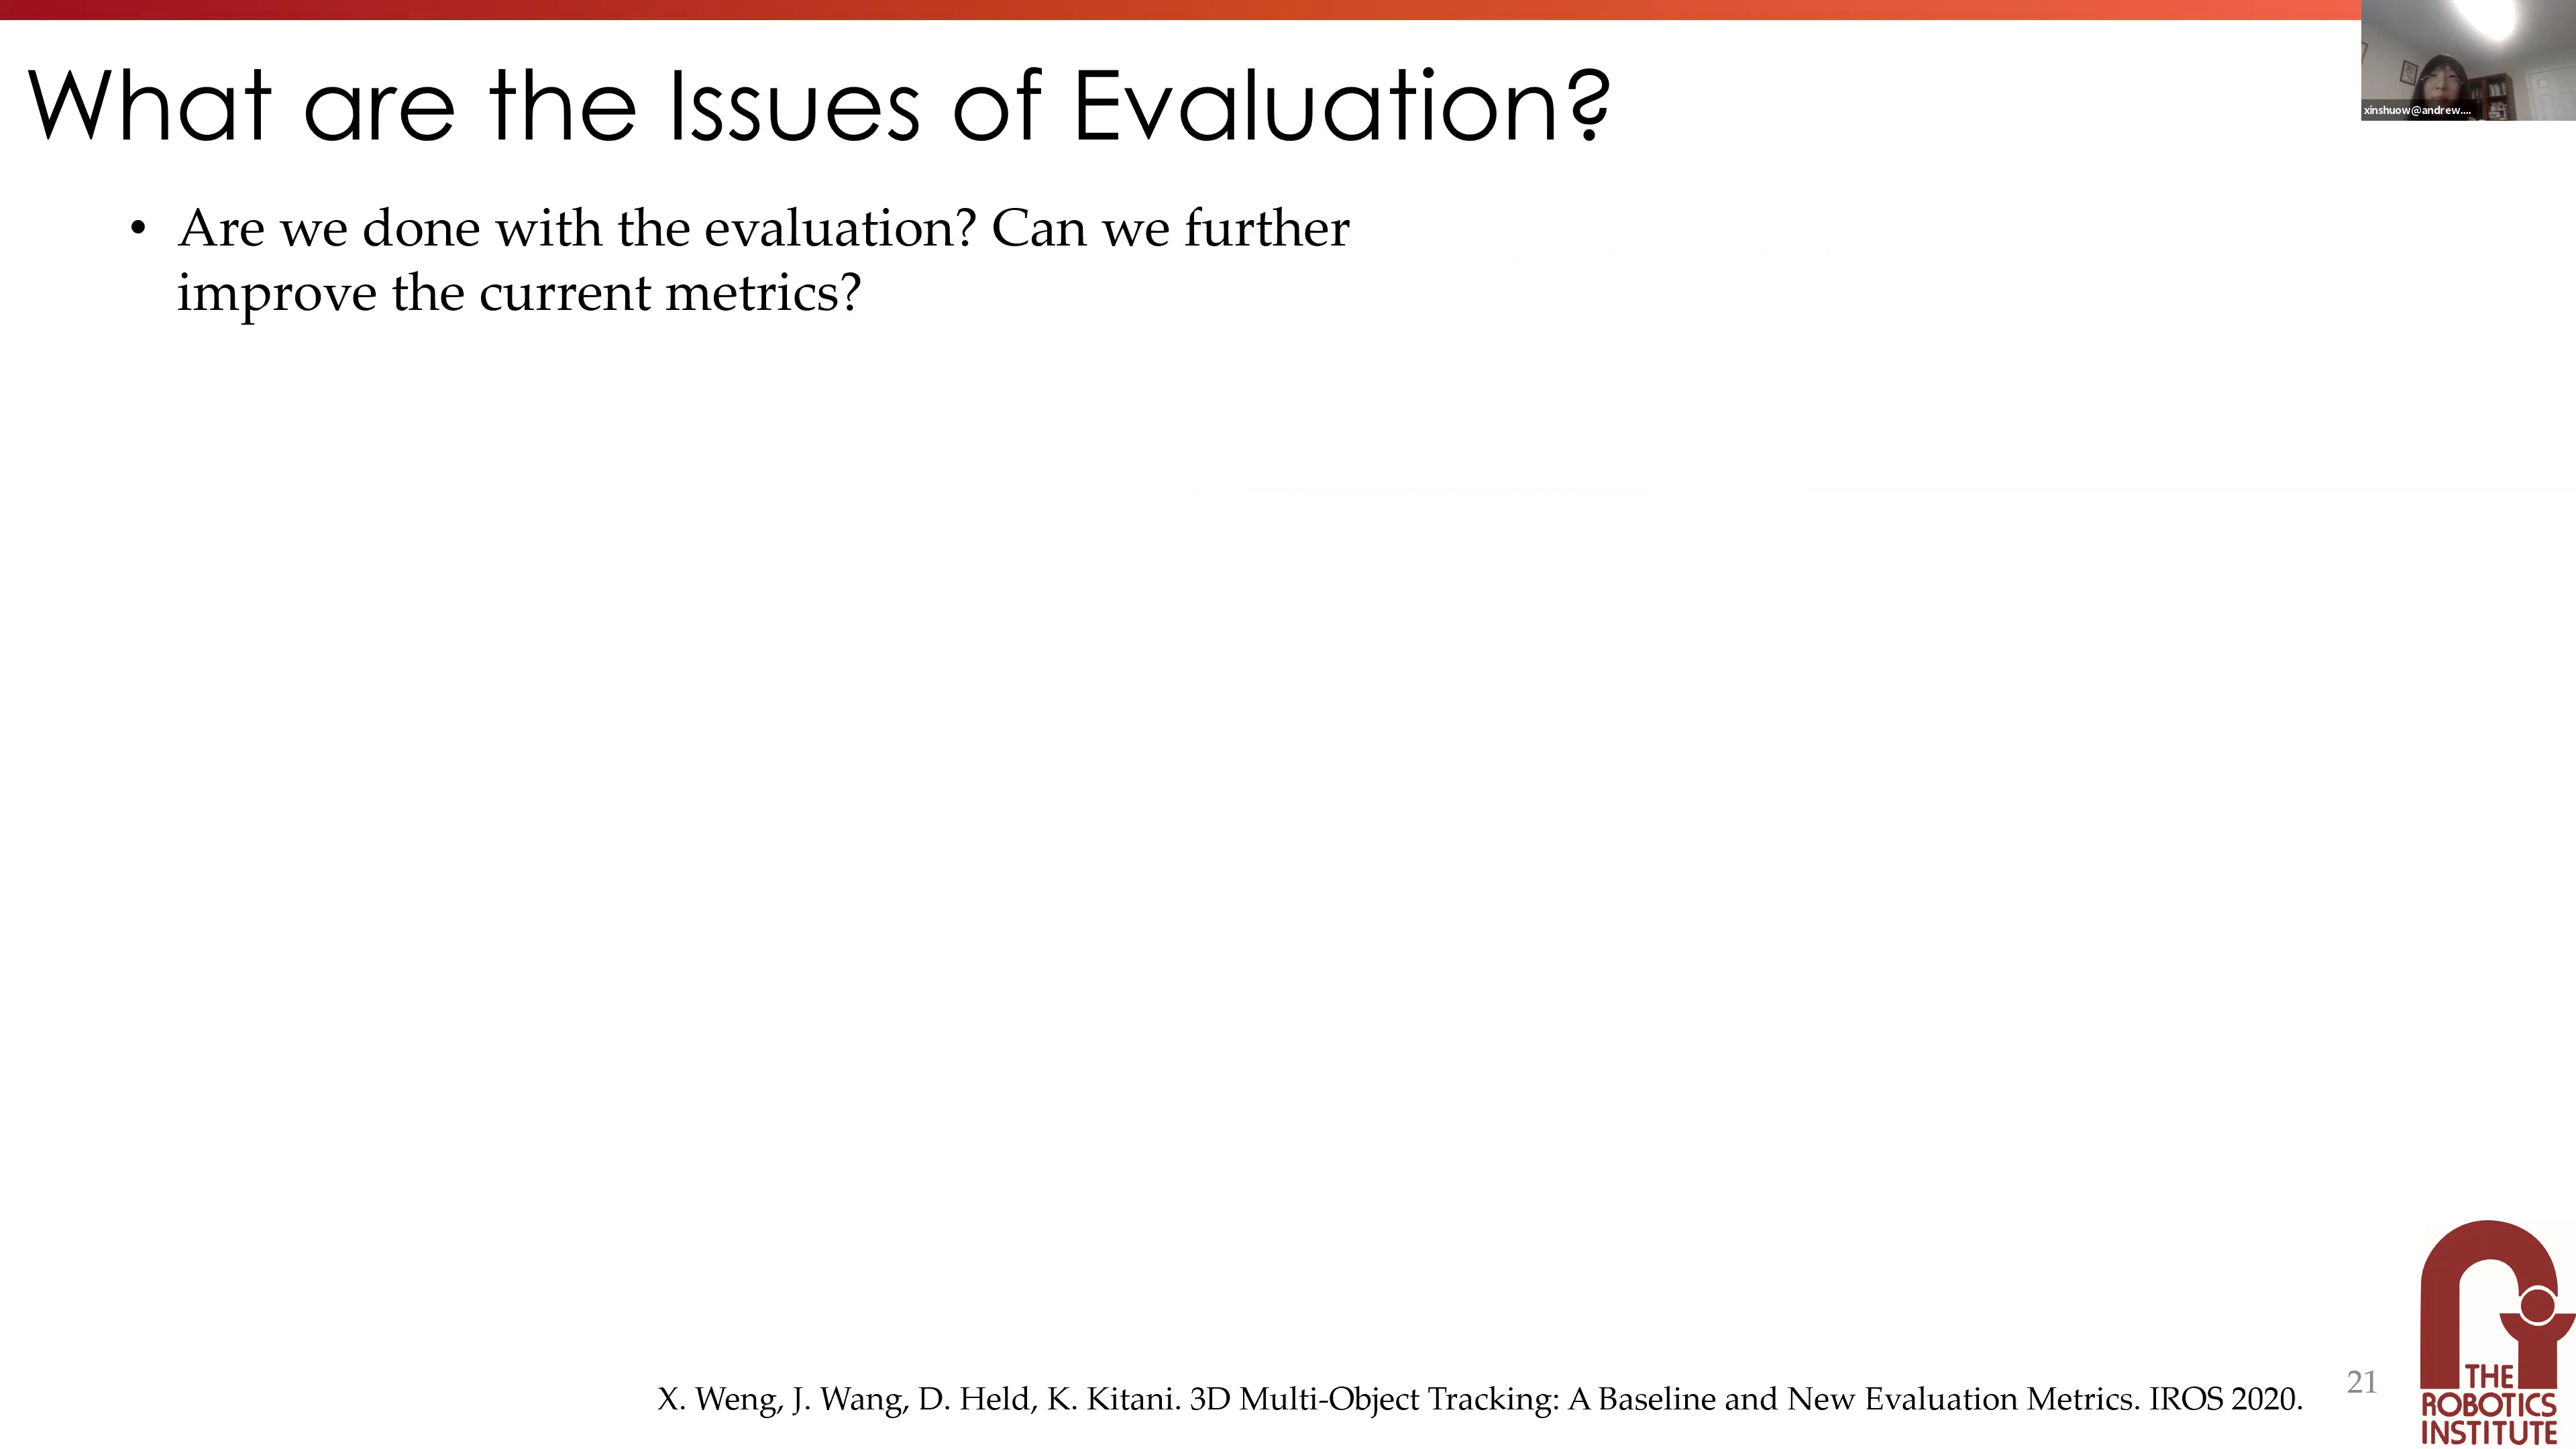 What are the Issues of Evaluation?
xinshuow@andrew....
• Are we done with the evaluation? Can we further
improve the current metrics?
X. Weng, J. Wang, D. Held, K. Kitani. 3D Multi-Object Tracking: A Baseline and New Evaluation Metrics. IROS 2020.
21
THE
ROBOTICS
INSTITUTE